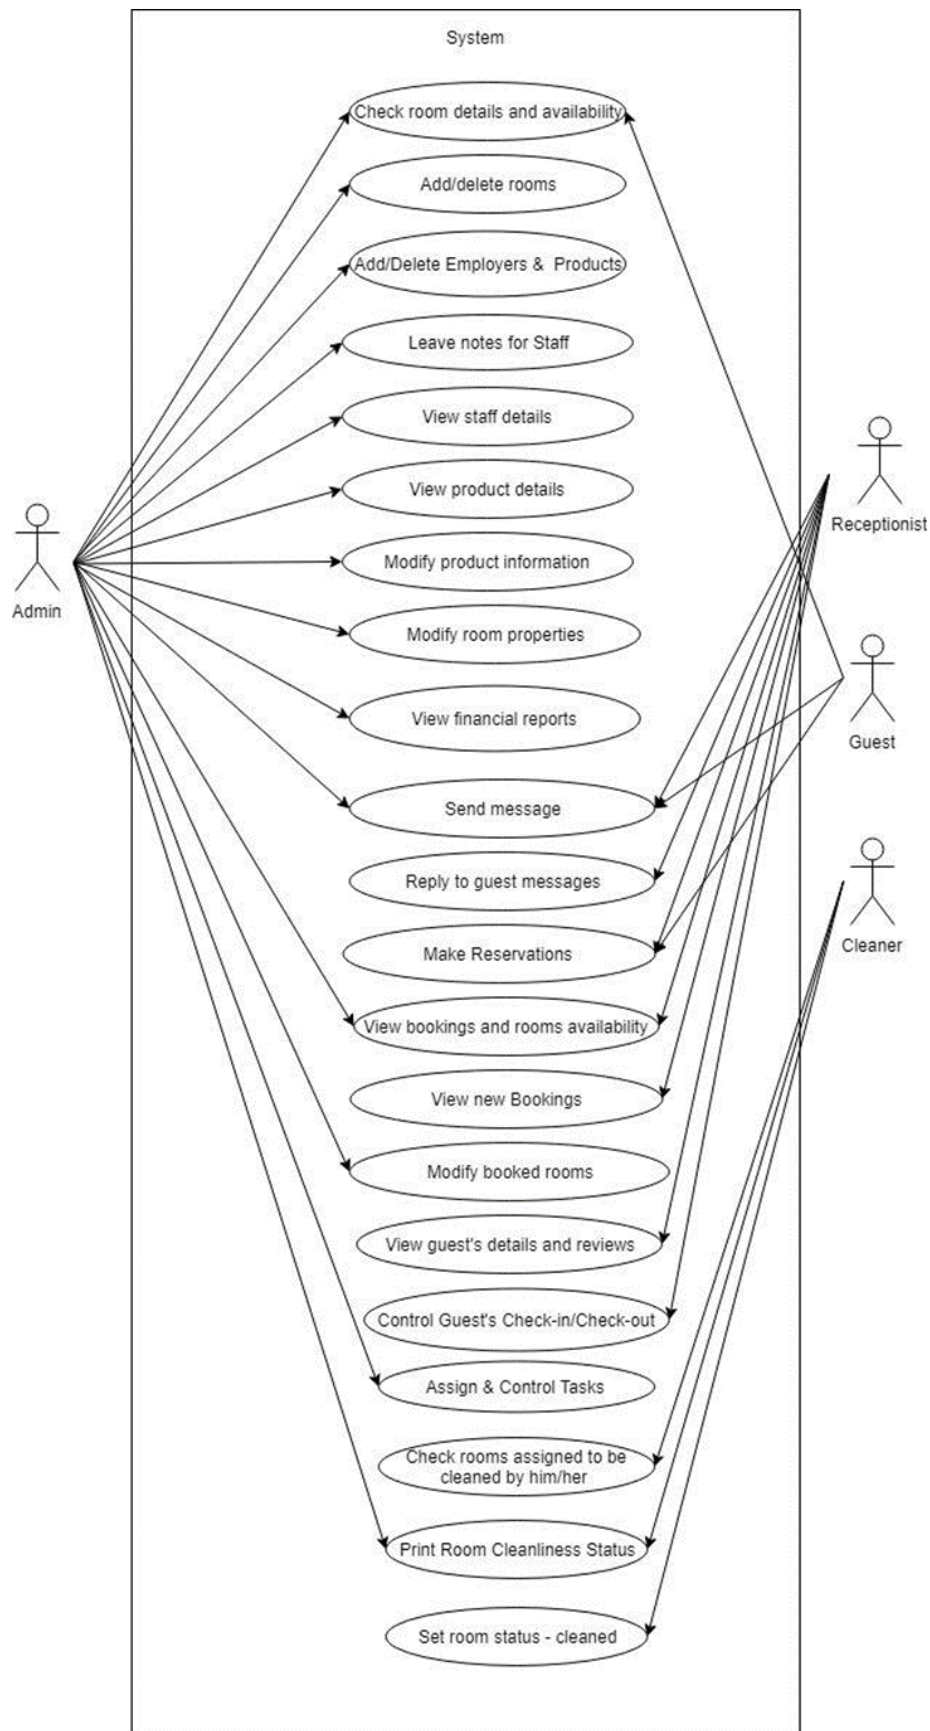 System
Check room details and availability
Add/delete rooms
Add/Delete Employers & Products
Leave notes for Staff
View staff details
View product details
Modify product information
Modify room properties
View financial reports
Send message
Reply to guest messages
Make Reservations
View bookings and rooms availability
View new Bookings
Modify booked rooms
View guest's details and reviews
Control Guest's Check-in/Check-out
Assign & Control Tasks
Check rooms assigned to be
cleaned by him/her
Print Room Cleanliness Status
Set room status - cleaned
Admin
Receptionist
Guest
Cleaner